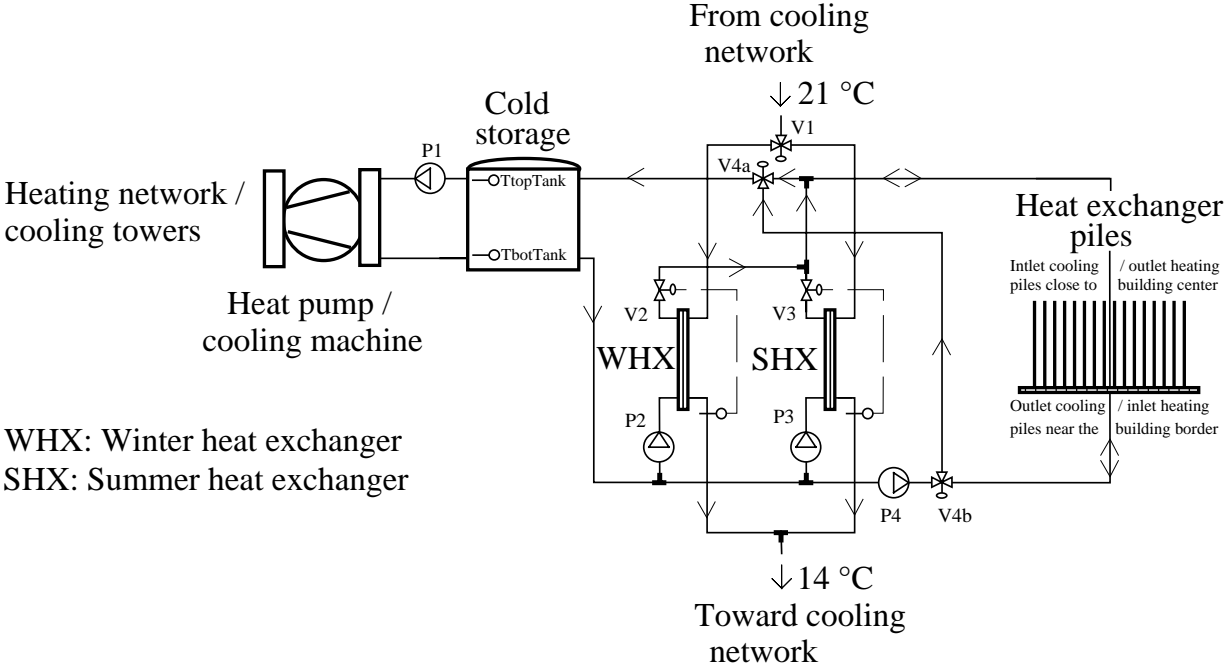 From cooling
network
21 °C
V1
Cold
storage
P1
V4a
TtopTank
Heating network /
cooling towers
Heat exchanger
piles
TbotTank
Intlet cooling / outlet heating
piles close to building center
Heat pump /
cooling machine
V2
V3
WHX
SHX
P2
P3
Outlet cooling / inlet heating
piles near the building border
WHX: Winter heat exchanger
SHX: Summer heat exchanger
P4
V4b
14 °C
Toward cooling
network